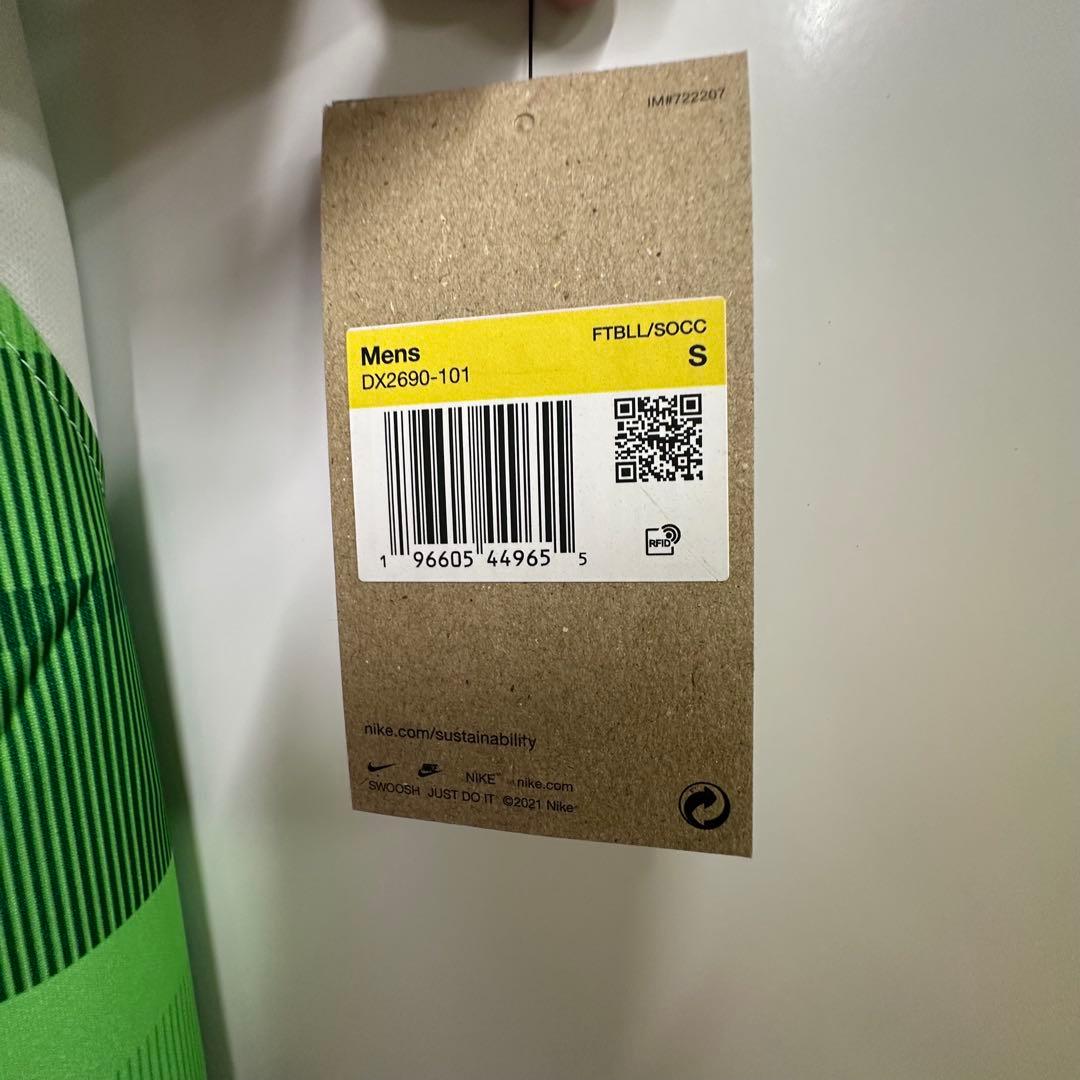 IM#722207
FTBLL/SOCC
Mens S
DX2690-101
1 96605 44965 5
RFID
nike.com/sustainability
NIKE™ nike.com
SWOOSH JUST DO IT ©2021 Nike